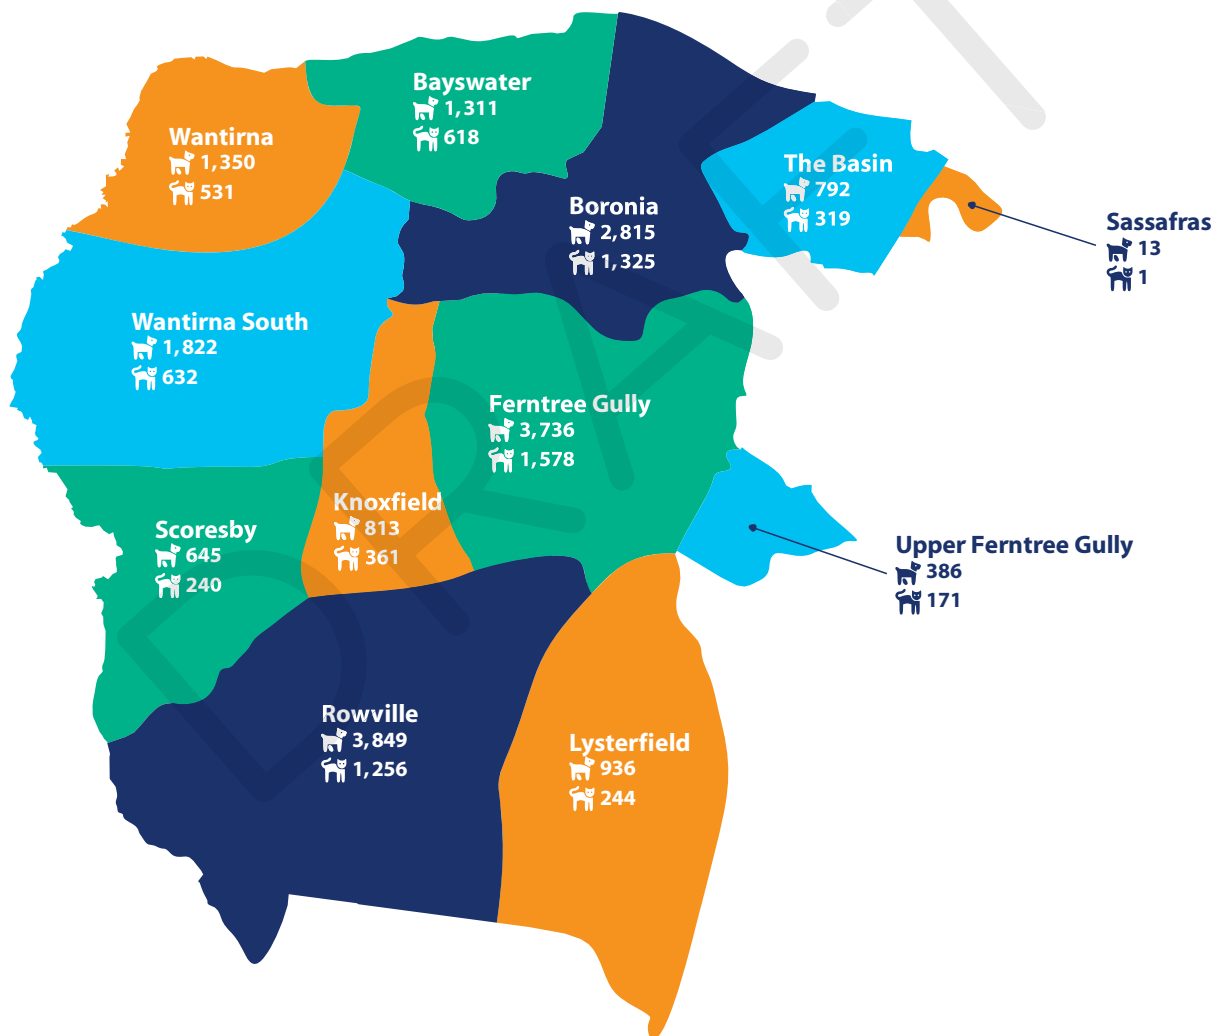 Bayswater
1,311
618
Wantirna
1,350
531
The Basin
792
319
Boronia
2,815
1,325
Sassafras
13
1
Wantirna South
1,822
632
Ferntree Gully
3,736
1,578
Knoxfield
813
361
Scoresby
645
240
Upper Ferntree Gully
386
171
Rowville
3,849
1,256
Lysterfield
936
244
DRAFT